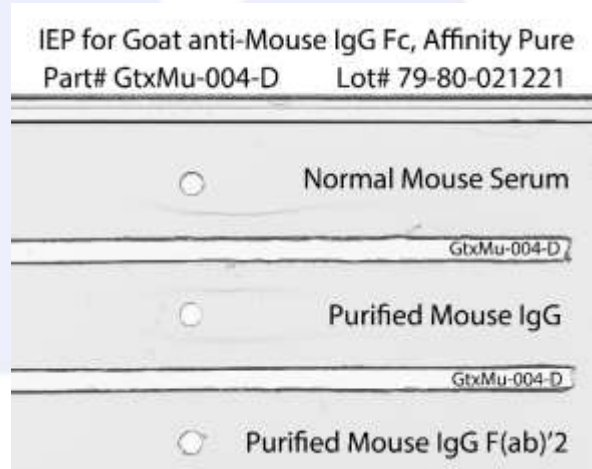 IEP for Goat anti-Mouse IgG Fc, Affinity Pure
Part# GtxMu-004-D Lot# 79-80-021221
Normal Mouse Serum
GtxMu-004-D
Purified Mouse IgG
GtxMu-004-D
Purified Mouse IgG F(ab)'2